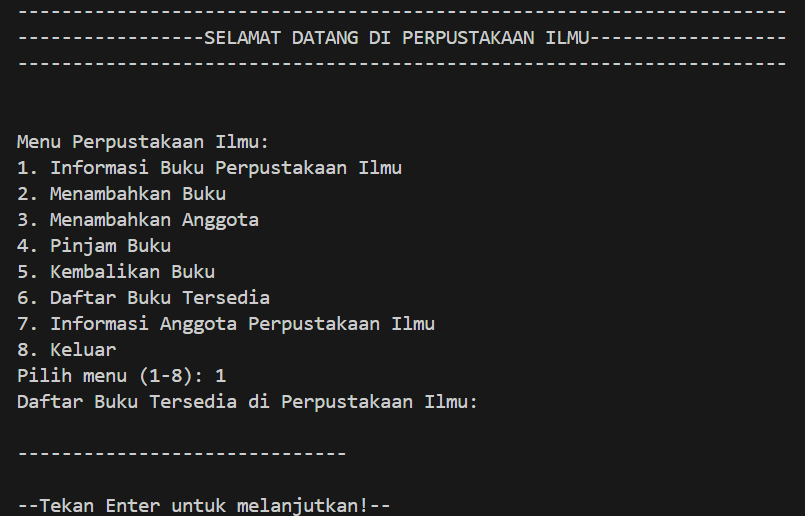 ----------------------------------------------------------------------
-----------------SELAMAT DATANG DI PERPUSTAKAAN ILMU------------------
----------------------------------------------------------------------
Menu Perpustakaan Ilmu:
1. Informasi Buku Perpustakaan Ilmu
2. Menambahkan Buku
3. Menambahkan Anggota
4. Pinjam Buku
5. Kembalikan Buku
6. Daftar Buku Tersedia
7. Informasi Anggota Perpustakaan Ilmu
8. Keluar
Pilih menu (1-8): 1
Daftar Buku Tersedia di Perpustakaan Ilmu:
------------------------------
--Tekan Enter untuk melanjutkan!--